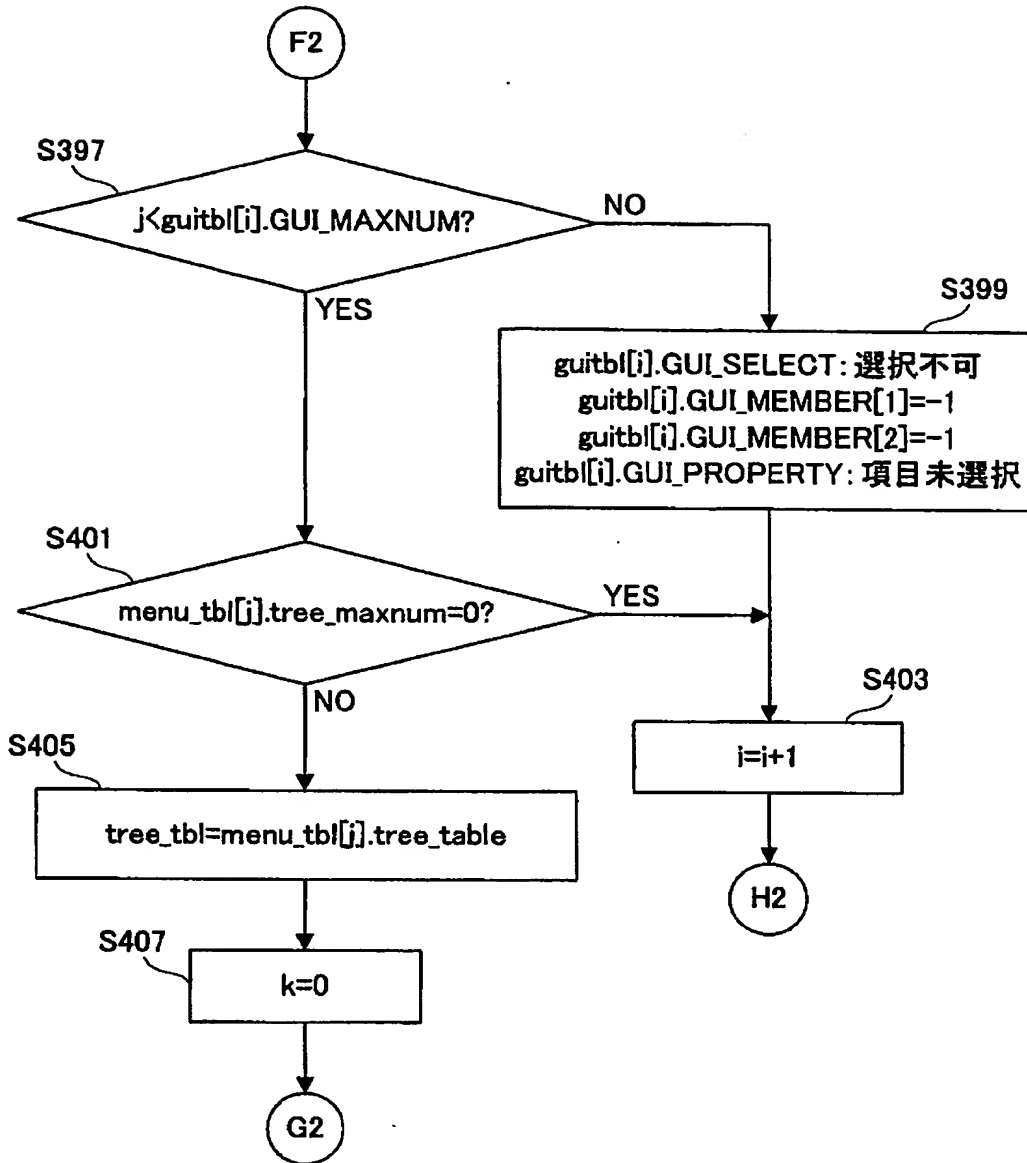 F2
S397
j<guitbl[i].GUI_MAXNUM?
NO
YES
S399
guitbl[i].GUI_SELECT:選択不可
guitbl[i].GUI_MEMBER[1]=-1
guitbl[i].GUI_MEMBER[2]=-1
guitbl[i].GUI_PROPERTY:項目未選択
S401
menu_tbl[j].tree_maxnum=0?
YES
NO
S403
i=i+1
S405
tree_tbl=menu_tbl[j].tree_table
H2
S407
k=0
G2